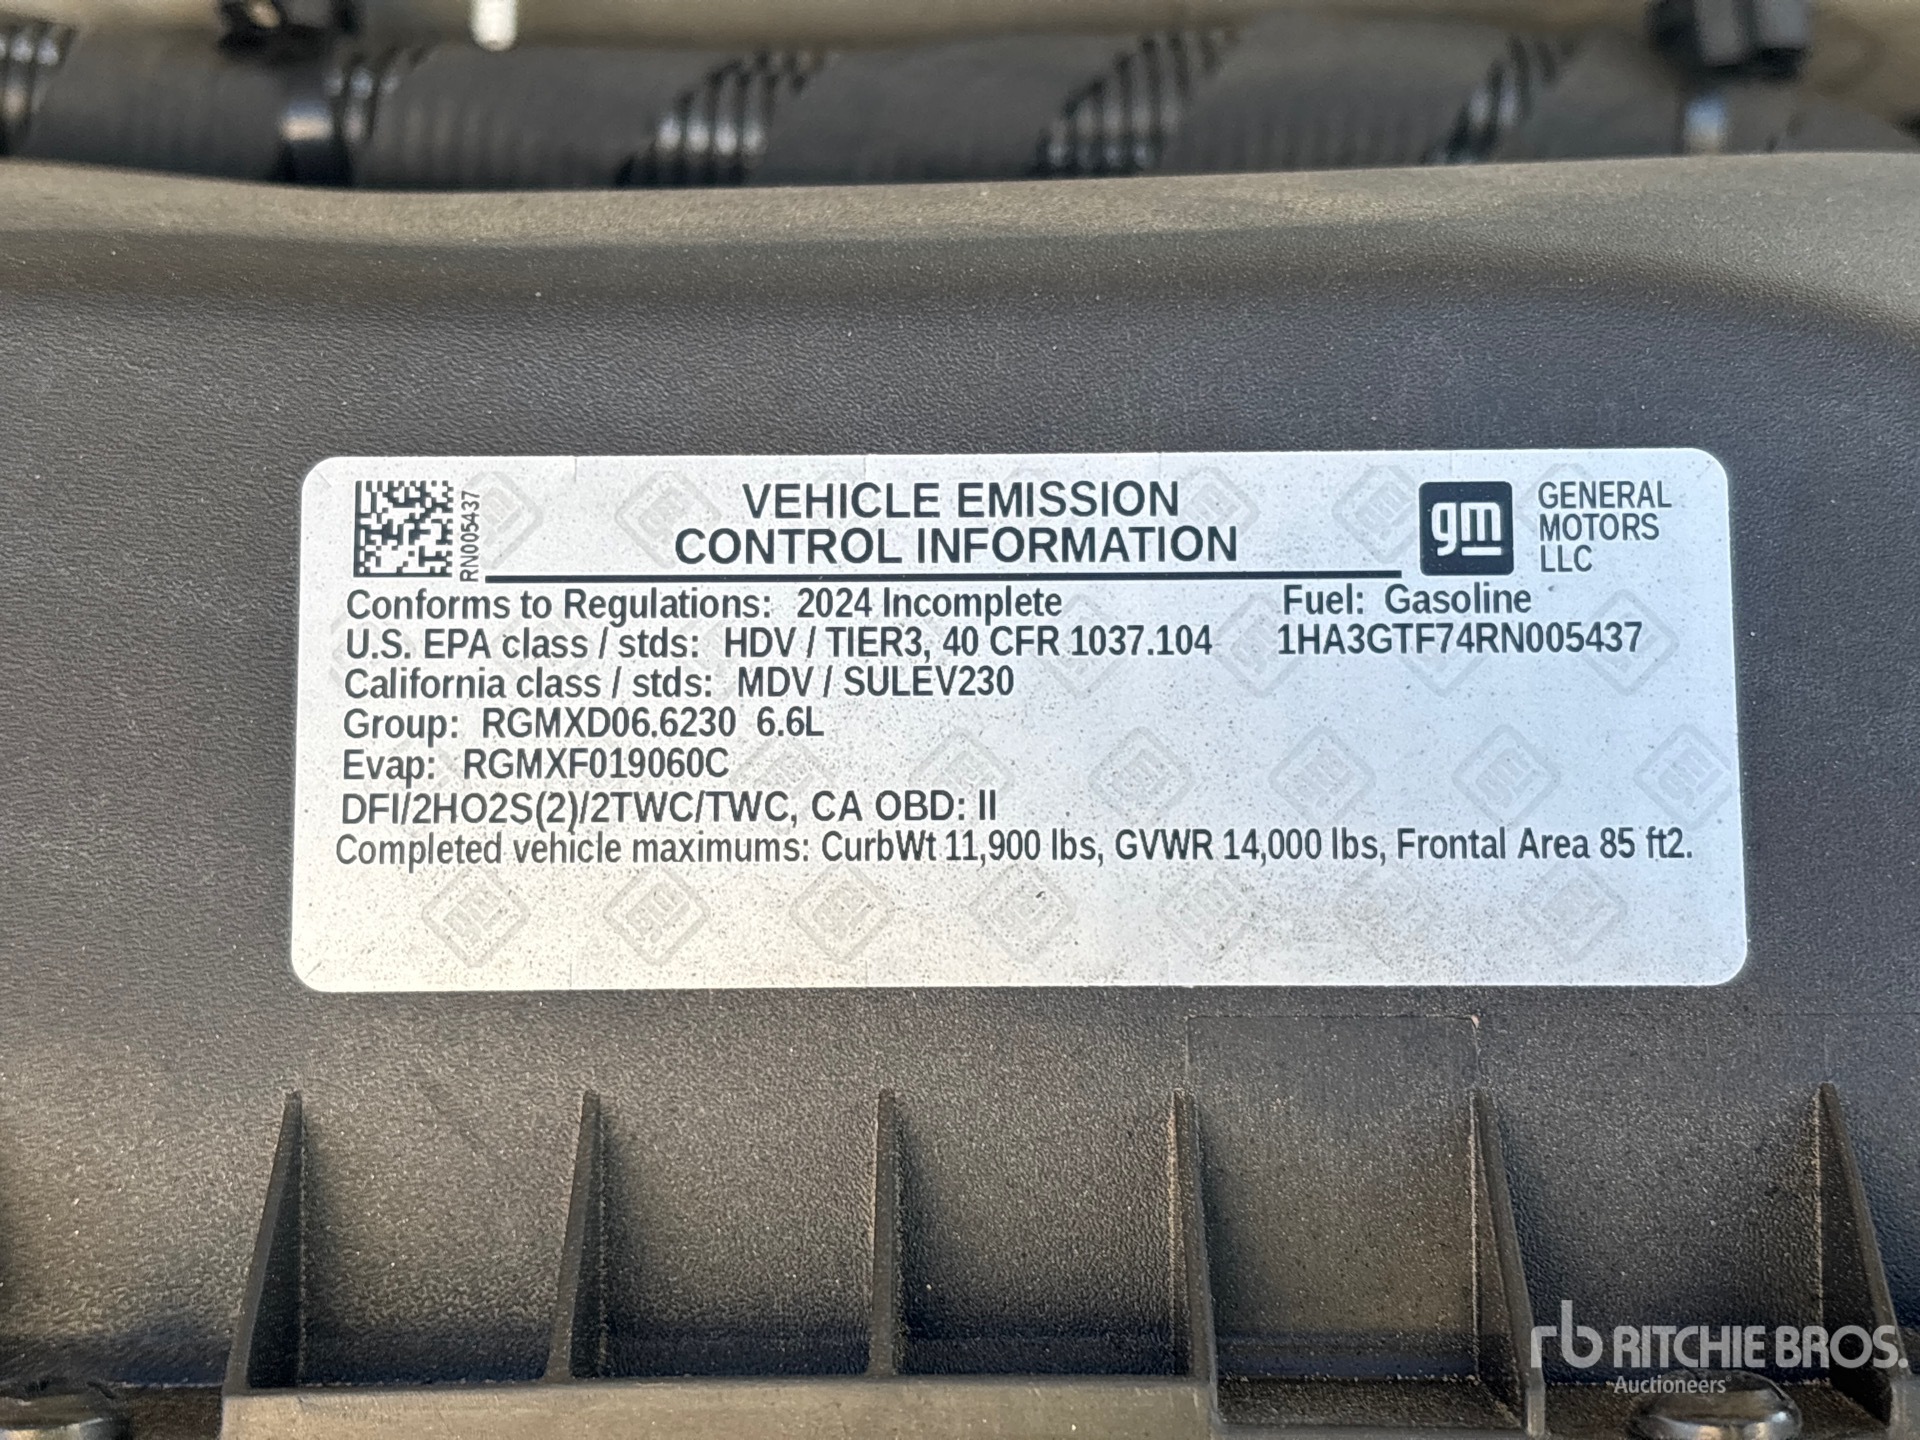 RN005437
VEHICLE EMISSION
CONTROL INFORMATION
gm
GENERAL
MOTORS
LLC
Conforms to Regulations: 2024 Incomplete
Fuel: Gasoline
U.S. EPA class / stds: HDV / TIER3, 40 CFR 1037.104
1HA3GTF74RN005437
California class / stds: MDV / SULEV230
Group: RGMXD06.6230 6.6L
Evap: RGMXF019060C
DFI/2HO2S(2)/2TWC/TWC, CA OBD: II
Completed vehicle maximums: CurbWt 11,900 lbs, GVWR 14,000 lbs, Frontal Area 85 ft2.
rb RITCHIE BROS.
Auctioneers